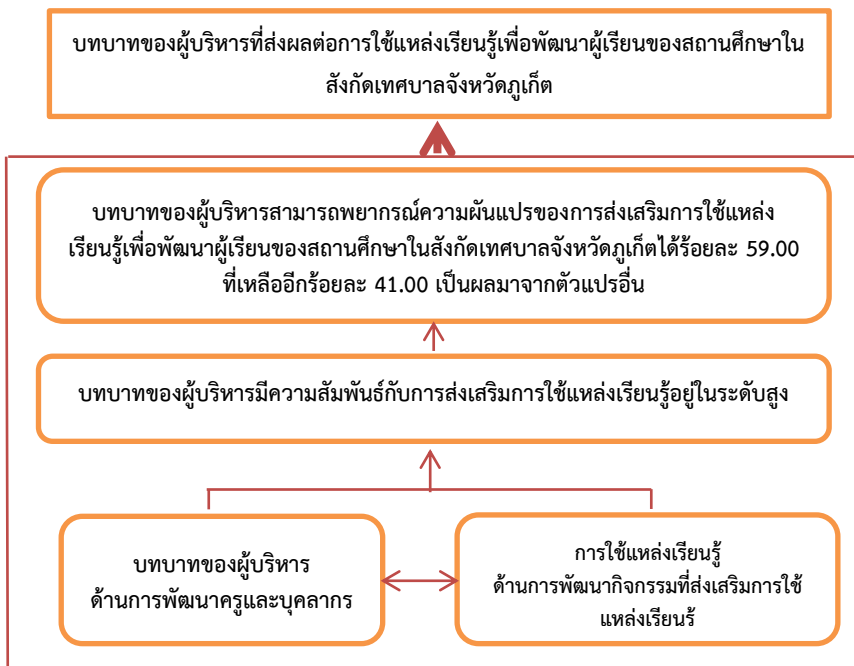 บทบาทของผู้บริหารที่ส่งผลต่อการใช้แหล่งเรียนรู้เพื่อพัฒนาผู้เรียนของสถานศึกษาใน
สังกัดเทศบาลจังหวัดภูเก็ต
บทบาทของผู้บริหารสามารถพยากรณ์ความผันแปรของการส่งเสริมการใช้แหล่ง
เรียนรู้เพื่อพัฒนาผู้เรียนของสถานศึกษาในสังกัดเทศบาลจังหวัดภูเก็ตได้ร้อยละ 59.00
ที่เหลืออีกร้อยละ 41.00 เป็นผลมาจากตัวแปรอื่น
บทบาทของผู้บริหารมีความสัมพันธ์กับการส่งเสริมการใช้แหล่งเรียนรู้อยู่ในระดับสูง
บทบาทของผู้บริหาร
ด้านการพัฒนาครูและบุคลากร
การใช้แหล่งเรียนรู้
ด้านการพัฒนากิจกรรมที่ส่งเสริมการใช้
แหล่งเรียนร้